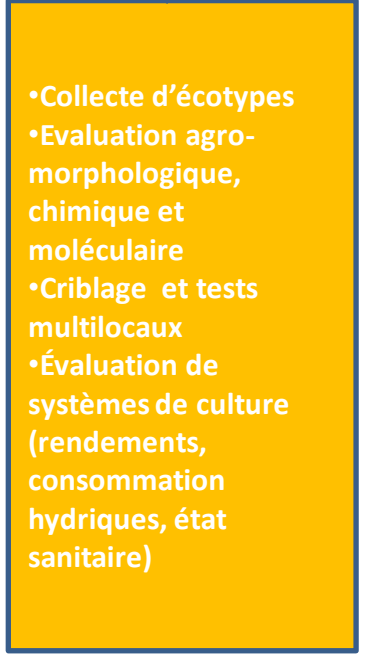 •Collecte d’écotypes
•Evaluation agro-
morphologique,
chimique et
moléculaire
•Criblage et tests
multilocaux
•Évaluation de
systèmes de culture
(rendements,
consommation
hydriques, état
sanitaire)